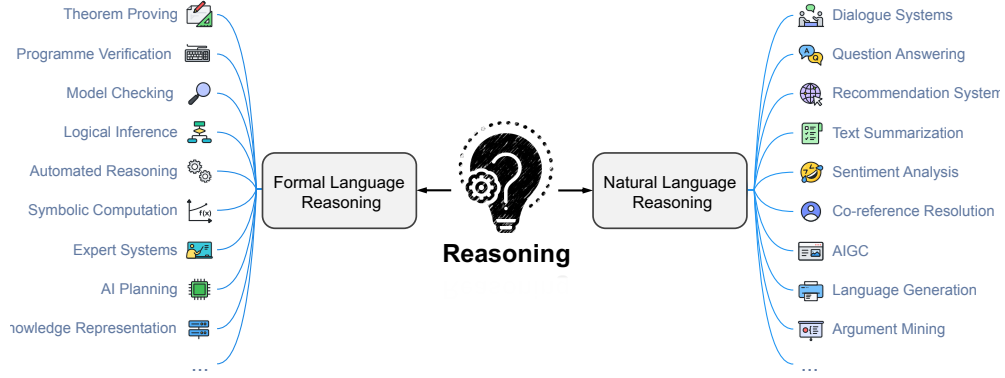 Theorem Proving
Programme Verification
Model Checking
Logical Inference
Automated Reasoning
Symbolic Computation
f(x)
Expert Systems
AI Planning
nowledge Representation
...
Formal Language
Reasoning
Reasoning
Natural Language
Reasoning
Dialogue Systems
A
Q
Question Answering
Recommendation System
Text Summarization
Sentiment Analysis
Co-reference Resolution
AIGC
Language Generation
Argument Mining
...